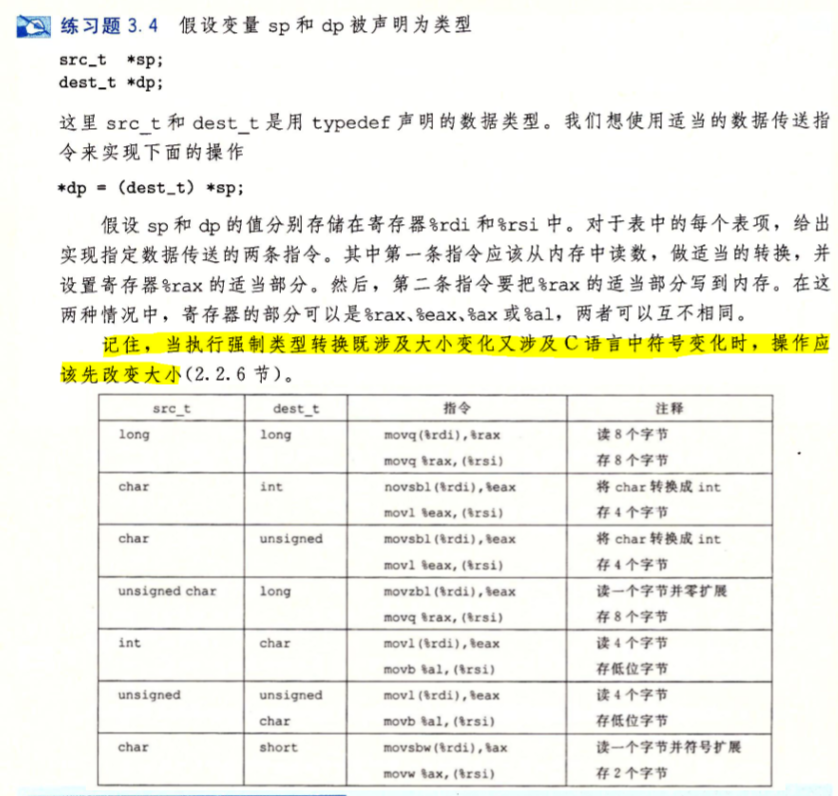 练习题 3.4 假设变量 sp 和 dp 被声明为类型
src_t *sp;
dest_t *dp;
这里 src_t 和 dest_t 是用 typedef 声明的数据类型。我们想使用适当的数据传送指
令来实现下面的操作
*dp = (dest_t) *sp;
假设 sp 和 dp 的值分别存储在寄存器%rdi 和%rsi 中。对于表中的每个表项，给出
实现指定数据传送的两条指令。其中第一条指令应该从内存中读数，做适当的转换，并
设置寄存器%rax 的适当部分。然后，第二条指令要把%rax 的适当部分写到内存。在这
两种情况中，寄存器的部分可以是%rax、%eax、%ax 或%al，两者可以互不相同。
记住，当执行强制类型转换既涉及大小变化又涉及 C 语言中符号变化时，操作应
该先改变大小(2.2.6 节)。
src_t dest_t 指令 注释
long long movq(%rdi),%rax 读 8 个字节
movq %rax,(%rsi) 存 8 个字节
char int novsbl(%rdi),%eax 将 char 转换成 int
movl %eax,(%rsi) 存 4 个字节
char unsigned movsbl(%rdi),%eax 将 char 转换成 int
movl %eax,(%rsi) 存 4 个字节
unsigned char long movzbl(%rdi),%eax 读一个字节并零扩展
movq %rax,(%rsi) 存 8 个字节
int char movl(%rdi),%eax 读 4 个字节
movb %al,(%rsi) 存低位字节
unsigned unsigned movl(%rdi),%eax 读 4 个字节
char movb %al,(%rsi) 存低位字节
char short movsbw(%rdi),%ax 读一个字节并符号扩展
movw %ax,(%rsi) 存 2 个字节